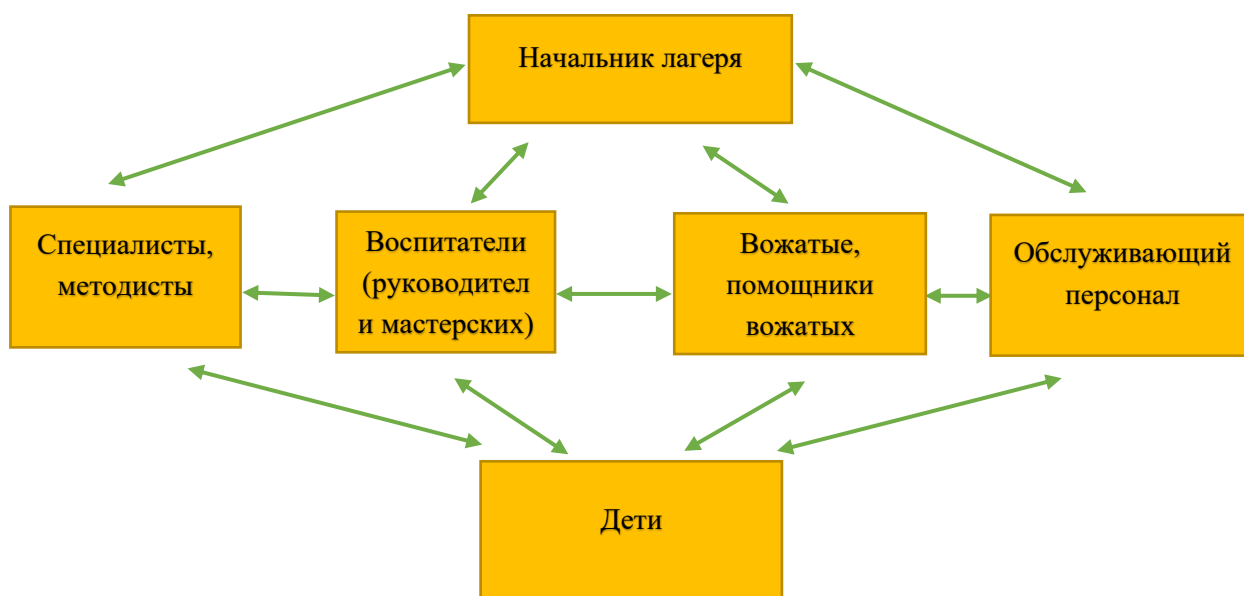 Начальник лагеря
Специалисты,
методисты
Воспитатели
(руководител
и мастерских)
Вожатые,
помощники
вожатых
Обслуживающий
персонал
Дети